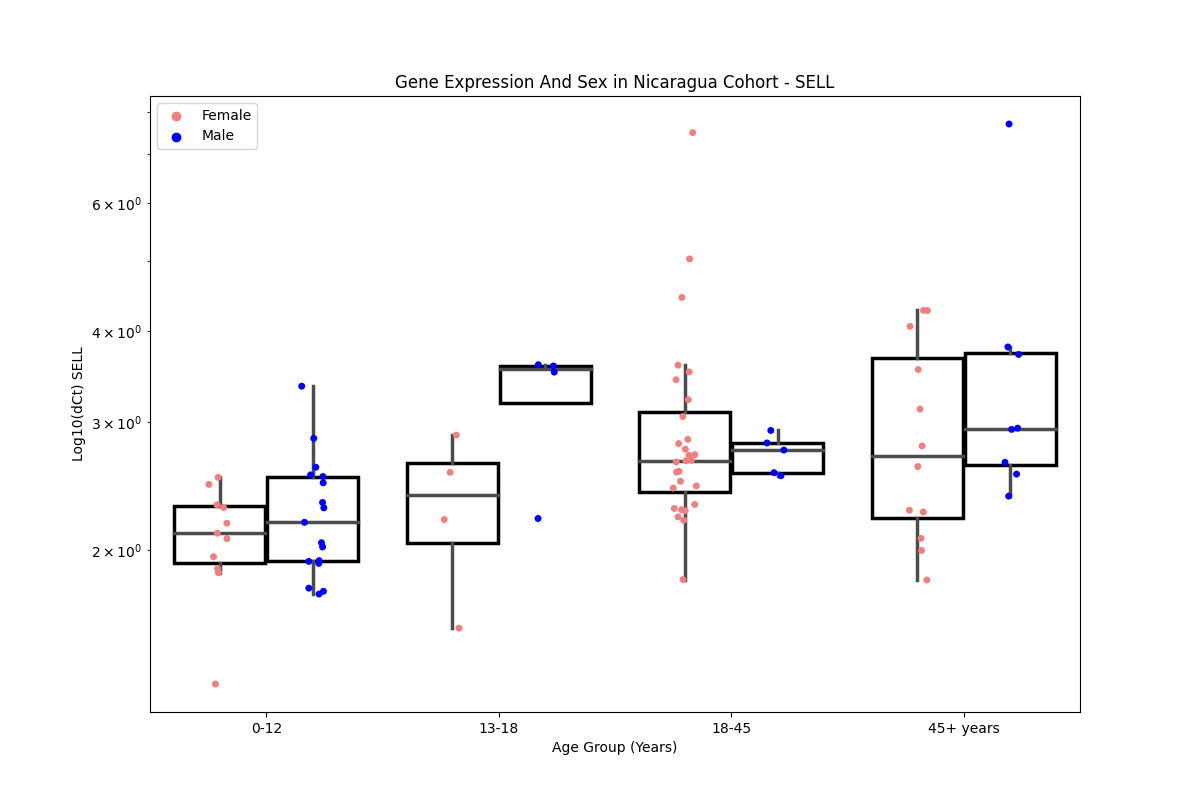 Gene Expression And Sex in Nicaragua Cohort - SELL
Female
Male
6 × 10⁰
4 × 10⁰
3 × 10⁰
2 × 10⁰
Log10(dCt) SELL
0-12
13-18
18-45
45+ years
Age Group (Years)